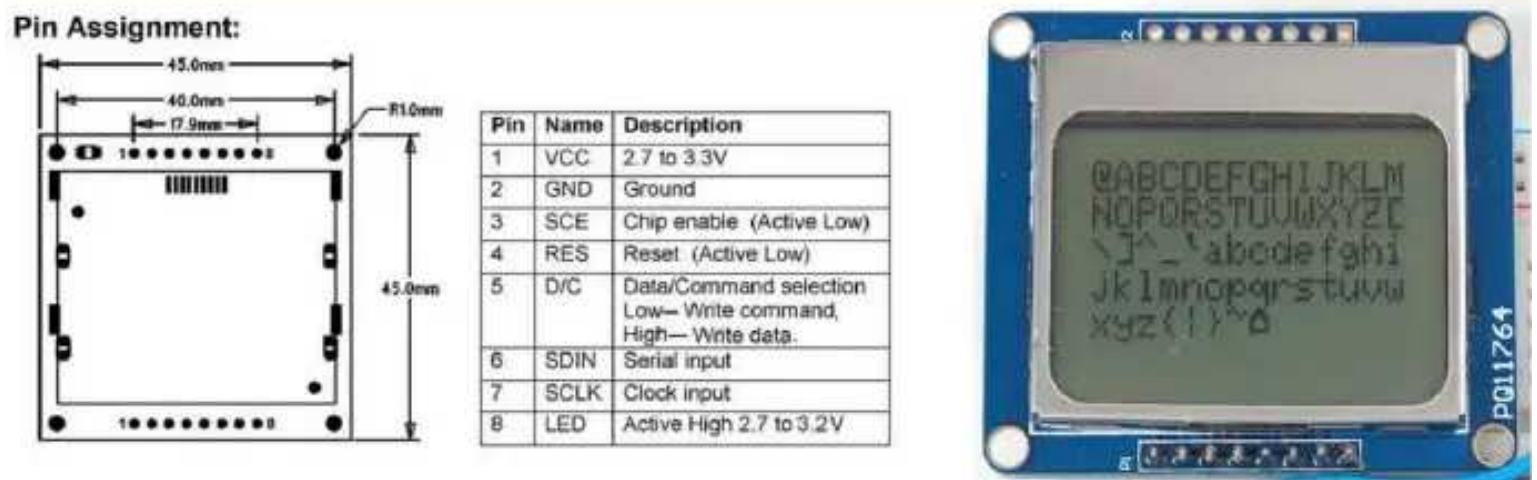 Pin Assignment:
45.0mm
40.0mm
17.9mm
R1.0mm
1 8
45.0mm
1 8
Pin Name Description
1 VCC 2.7 to 3.3V
2 GND Ground
3 SCE Chip enable (Active Low)
4 RES Reset (Active Low)
5 D/C Data/Command selection
Low— Write command,
High— Write data.
6 SDIN Serial input
7 SCLK Clock input
8 LED Active High 2.7 to 3.2V
@ABCDEFGHIJKLM
NOPQRSTUVWXYZ[
\]^_`abcdefghi
jklmnopqrstuvw
xyz{|}~
P1
PQ11764